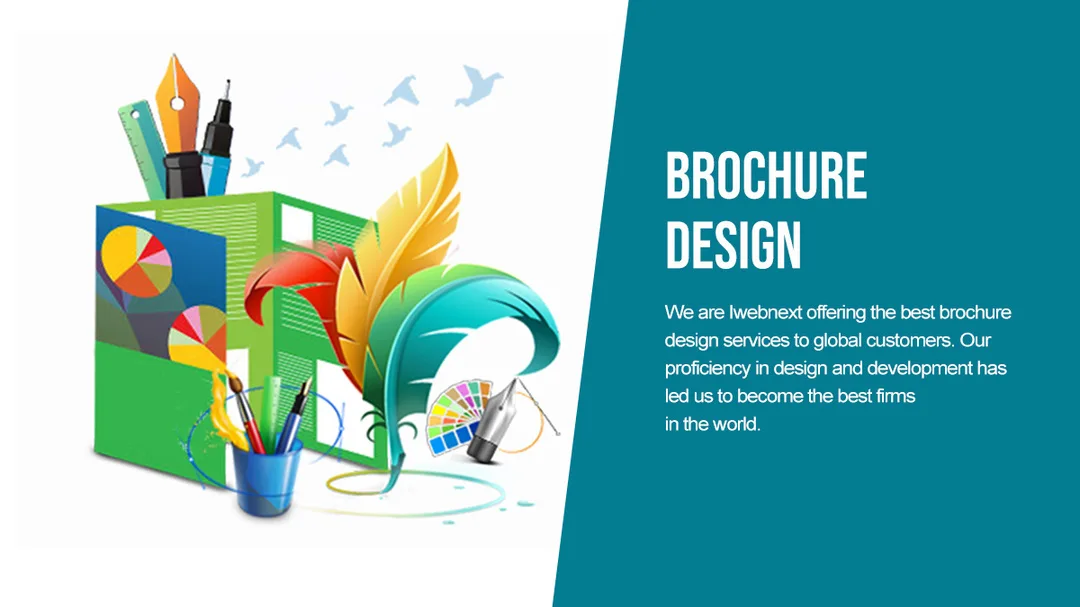 BROCHURE
DESIGN
We are Iwebnext offering the best brochure
design services to global customers. Our
proficiency in design and development has
led us to become the best firms
in the world.